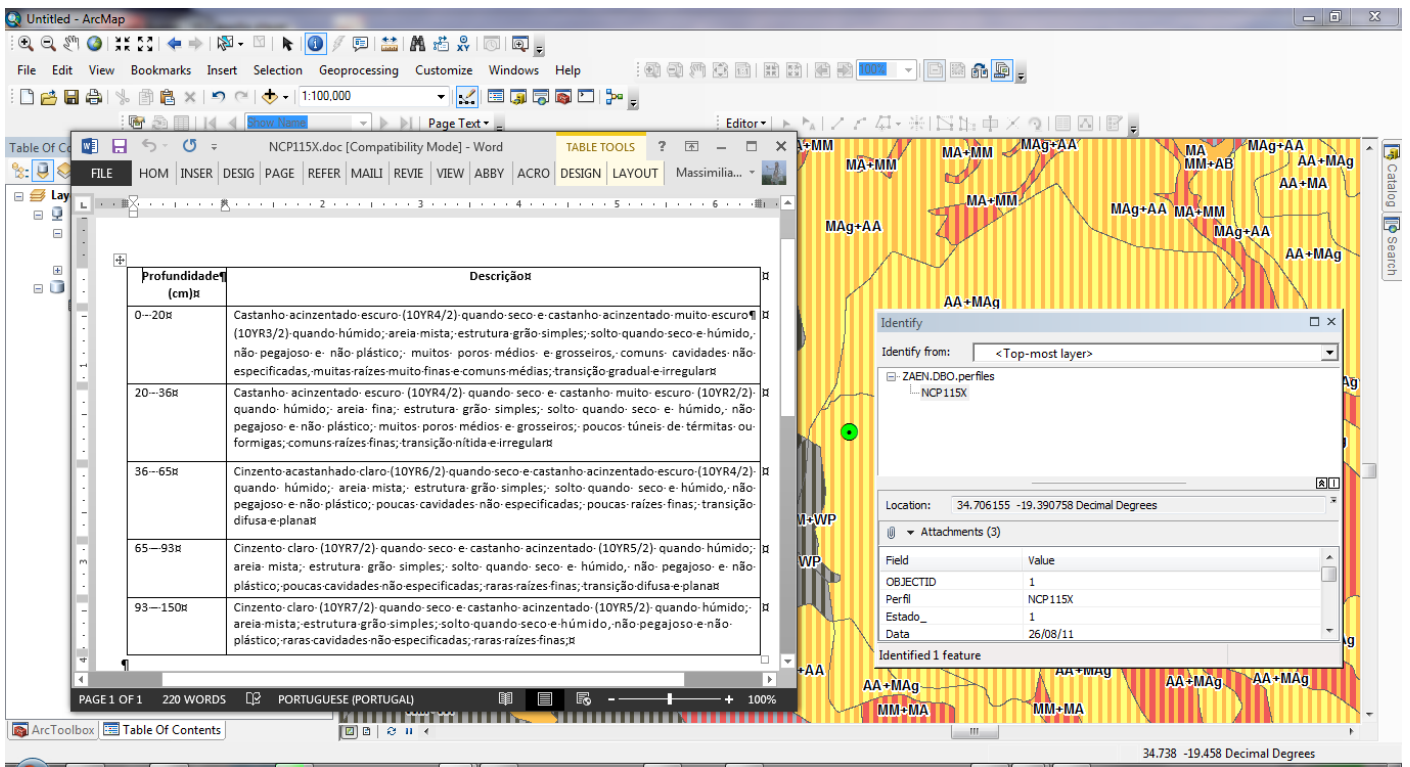 Untitled - ArcMap
File Edit View Bookmarks Insert Selection Geoprocessing Customize Windows Help
100%
1:100,000
Show Name
Page Text
Editor
Table Of Co
Lay
NCP115X.doc [Compatibility Mode] - Word
TABLE TOOLS
FILE HOM INSER DESIG PAGE REFER MAILI REVIE VIEW ABBY ACRO DESIGN LAYOUT Massimilia...
2 3 4 5 6
Profundidade¶ Descrição¤
(cm)¤
0-–20¤
Castanho·acinzentado·escuro·(10YR4/2)·quando·seco·e·castanho·acinzentado·muito·escuro¶
(10YR3/2)·quando·húmido;·areia·mista;·estrutura·grão·simples;·solto·quando·seco·e·húmido,·
não·pegajoso·e·não·plástico;·muitos·poros·médios·e·grosseiros,·comuns·cavidades·não·
especificadas,·muitas·raízes·muito·finas·e·comuns·médias;·transição·gradual·e·irregular¤
20-–36¤
Castanho·acinzentado·escuro·(10YR4/2)·quando·seco·e·castanho·muito·escuro·(10YR2/2)·
quando·húmido;·areia·fina;·estrutura·grão·simples;·solto·quando·seco·e·húmido,·não·
pegajoso·e·não·plástico;·muitos·poros·médios·e·grosseiros;·poucos·túneis·de·térmitas·ou·
formigas;·comuns·raízes·finas;·transição·nítida·e·irregular¤
36-–65¤
Cinzento·acastanhado·claro·(10YR6/2)·quando·seco·e·castanho·acinzentado·escuro·(10YR4/2)·
quando·húmido;·areia·mista;·estrutura·grão·simples;·solto·quando·seco·e·húmido,·não·
pegajoso·e·não·plástico;·poucas·cavidades·não·especificadas;·poucas·raízes·finas;·transição·
difusa·e·plana¤
65-–93¤
Cinzento·claro·(10YR7/2)·quando·seco·e·castanho·acinzentado·(10YR5/2)·quando·húmido;·
areia·mista;·estrutura·grão·simples;·solto·quando·seco·e·húmido,·não·pegajoso·e·não·
plástico;·poucas·cavidades·não·especificadas;·raras·raízes·finas;·transição·difusa·e·plana¤
93-–150¤
Cinzento·claro·(10YR7/2)·quando·seco·e·castanho·acinzentado·(10YR5/2)·quando·húmido;·
areia·mista;·estrutura·grão·simples;·solto·quando·seco·e·húmido,·não·pegajoso·e·não·
plástico;·raras·cavidades·não·especificadas;·raras·raízes·finas;¤
¶
PAGE 1 OF 1 220 WORDS PORTUGUESE (PORTUGAL) 100%
ArcToolbox Table Of Contents
MA+MM
MA+MM
MAg+AA
MA
MM+AB
MAg+AA
AA+MAg
AA+MA
MA+MM
MAg+AA
MA+MM
MAg+AA
MAg+AA
AA+MAg
AA+MAg
Catalog
Search
Identify
Identify from: <Top-most layer>
ZAEN.DBO.perfiles
NCP115X
Location: 34.706155 -19.390758 Decimal Degrees
Attachments (3)
Field Value
OBJECTID 1
Perfil NCP115X
Estado_ 1
Data 26/08/11
Identified 1 feature
M+WP
WP
+AA
AA+MAg
AA+MAg
AA+MAg
AA+MAg
MM+MA
MM+MA
34.738 -19.458 Decimal Degrees